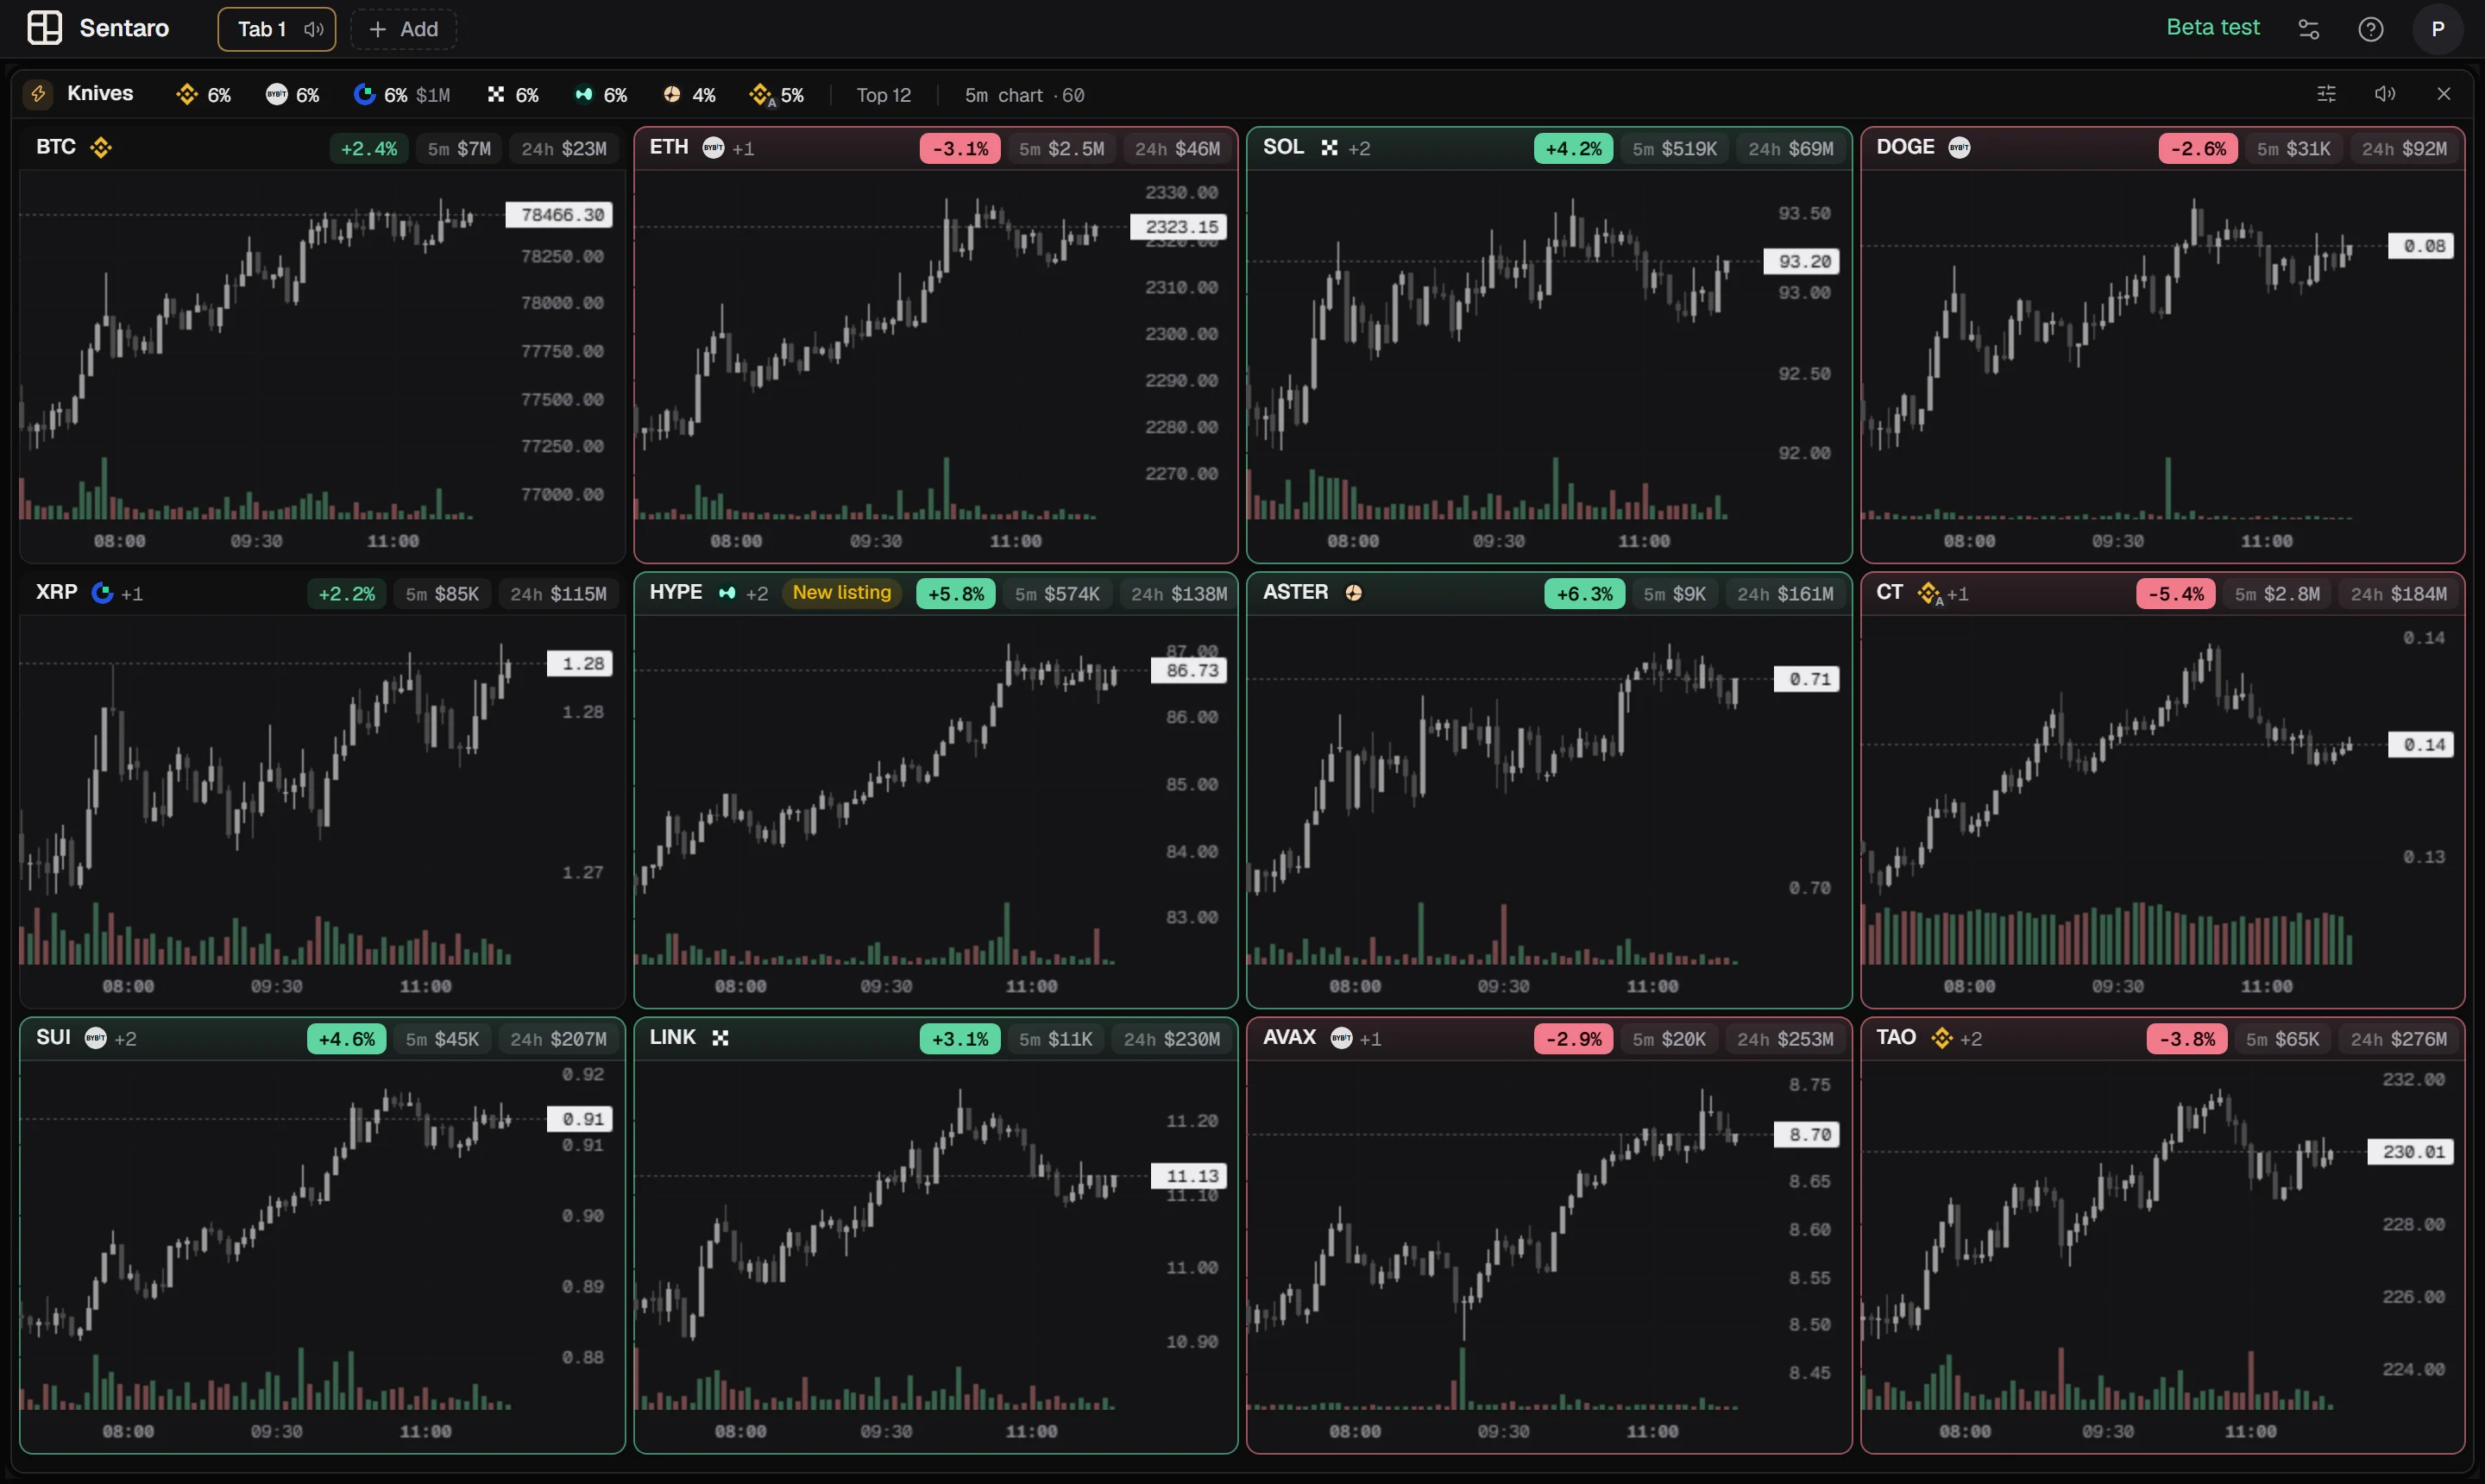 Sentaro Tab 1 Add Beta test P
Knives 6% BYBIT 6% 6% $1M 6% 6% 4% A 5% Top 12 5m chart · 60
BTC +2.4% 5m $7M 24h $23M
78466.30
78250.00
78000.00
77750.00
77500.00
77250.00
77000.00
08:00 09:30 11:00
ETH BYBIT +1 -3.1% 5m $2.5M 24h $46M
2330.00
2323.15
2320.00
2310.00
2300.00
2290.00
2280.00
2270.00
08:00 09:30 11:00
SOL +2 +4.2% 5m $519K 24h $69M
93.50
93.20
93.00
92.50
92.00
08:00 09:30 11:00
DOGE BYBIT -2.6% 5m $31K 24h $92M
0.08
08:00 09:30 11:00
XRP +1 +2.2% 5m $85K 24h $115M
1.28
1.28
1.27
08:00 09:30 11:00
HYPE +2 New listing +5.8% 5m $574K 24h $138M
87.00
86.73
86.00
85.00
84.00
83.00
08:00 09:30 11:00
ASTER +6.3% 5m $9K 24h $161M
0.71
0.70
08:00 09:30 11:00
CT A +1 -5.4% 5m $2.8M 24h $184M
0.14
0.14
0.13
08:00 09:30 11:00
SUI BYBIT +2 +4.6% 5m $45K 24h $207M
0.92
0.91
0.91
0.90
0.89
0.88
08:00 09:30 11:00
LINK +3.1% 5m $11K 24h $230M
11.20
11.13
11.10
11.00
10.90
08:00 09:30 11:00
AVAX BYBIT +1 -2.9% 5m $20K 24h $253M
8.75
8.70
8.65
8.60
8.55
8.50
8.45
08:00 09:30 11:00
TAO +2 -3.8% 5m $65K 24h $276M
232.00
230.01
228.00
226.00
224.00
08:00 09:30 11:00